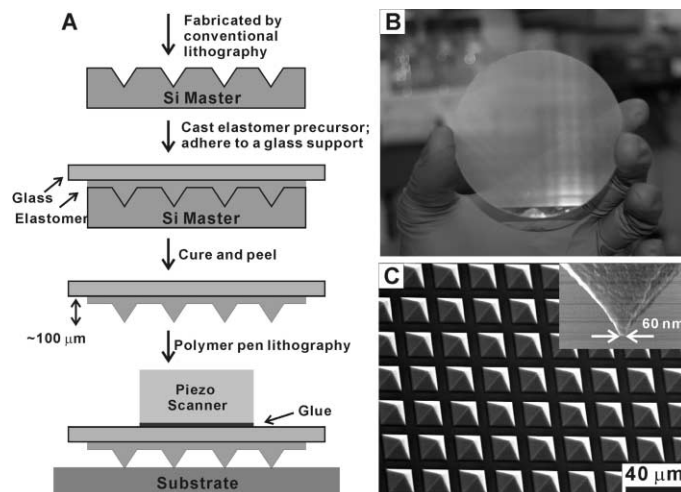 A
Fabricated by
conventional
lithography
Si Master
Cast elastomer precursor;
adhere to a glass support
Glass
Elastomer
Si Master
Cure and peel
~100 μm
Polymer pen lithography
Piezo
Scanner
Glue
Substrate
B
C
60 nm
40 μm